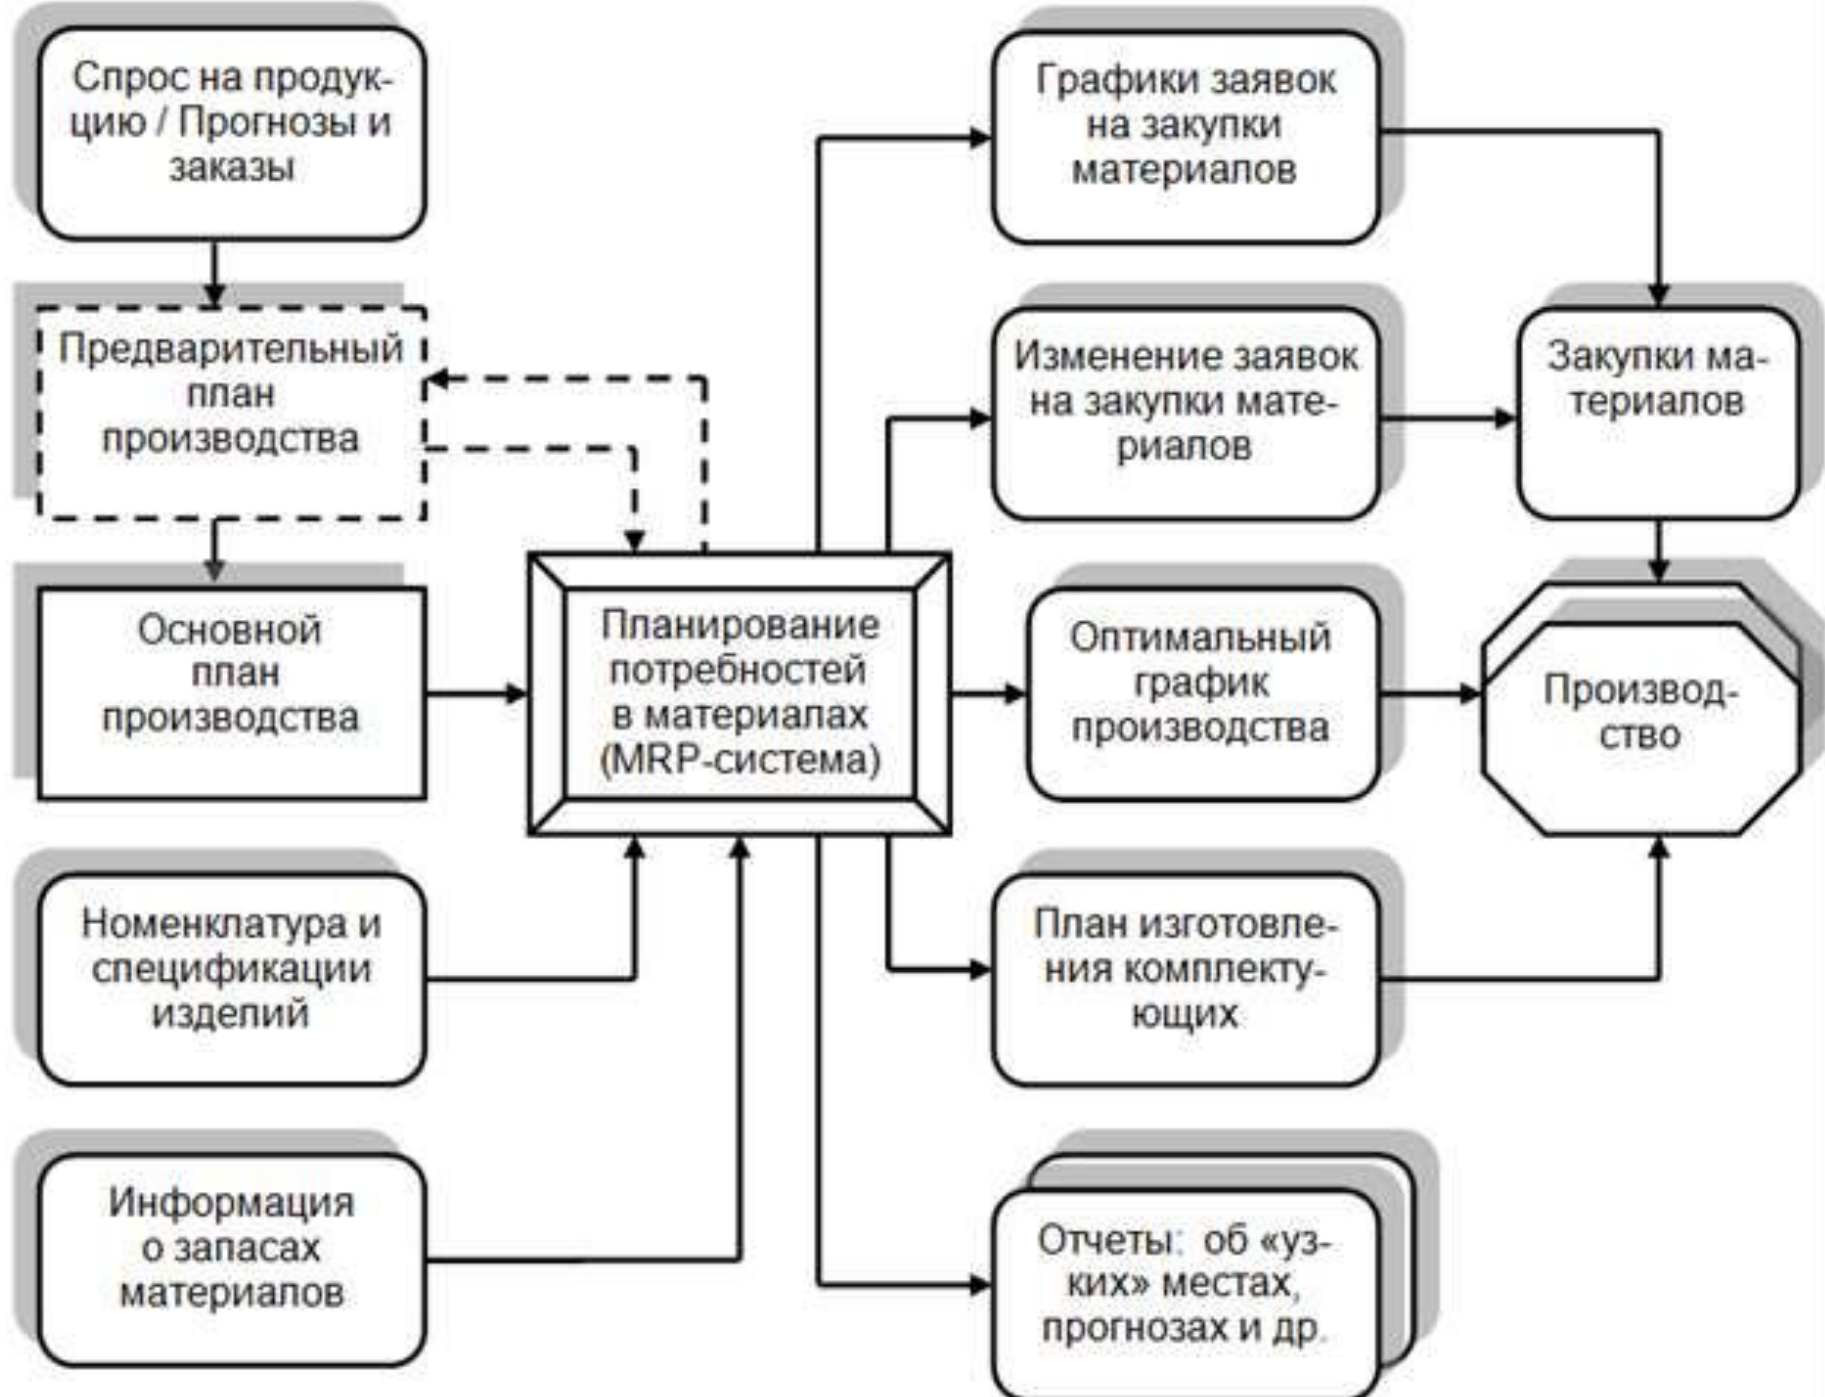 Спрос на продук-
цию / Прогнозы и
заказы
Предварительный
план
производства
Основной
план
производства
Номенклатура и
спецификации
изделий
Информация
о запасах
материалов
Планирование
потребностей
в материалах
(MRP-система)
Графики заявок
на закупки
материалов
Изменение заявок
на закупки мате-
риалов
Оптимальный
график
производства
План изготовле-
ния комплекту-
ющих
Отчеты: об «уз-
ких» местах,
прогнозах и др.
Закупки ма-
териалов
Производ-
ство